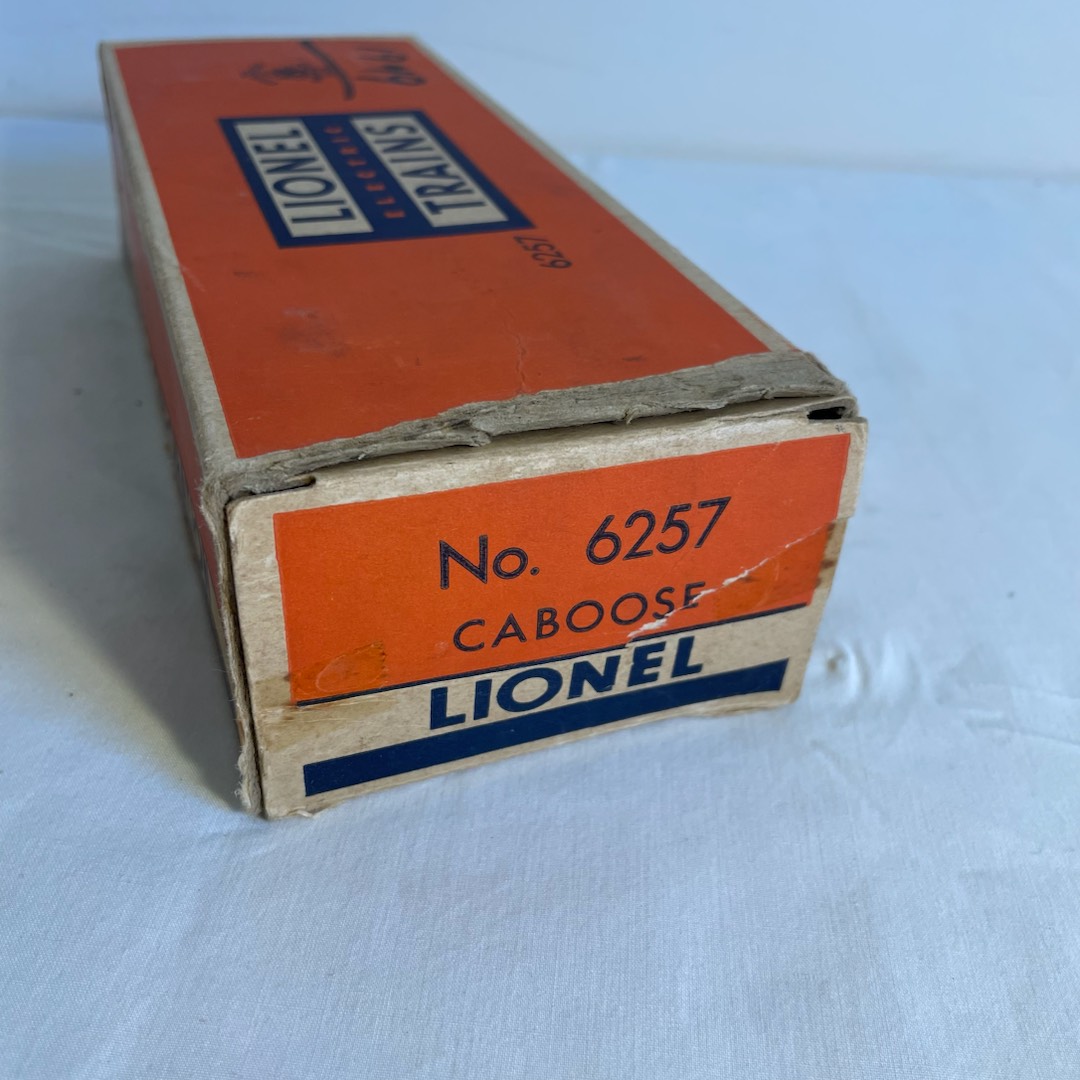 LIONEL
ELECTRIC
TRAINS
6257
No. 6257
CABOOSE
LIONEL